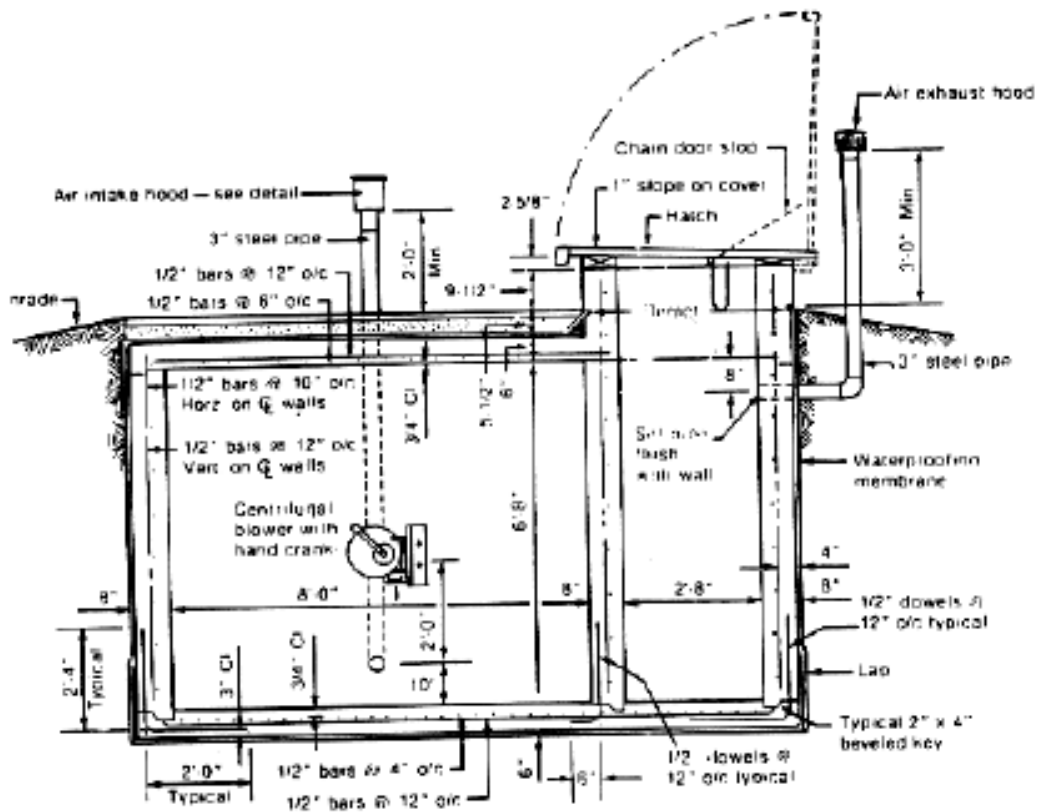 Air exhaust hood
Chain door stop
Air intake hood — see detail
1" slope on cover
2 5/8"
Hatch
3" steel pipe
2'-0"
Min
3'-0" Min
1/2" bars @ 12" o/c
1/2" bars @ 6" o/c
9-1/2"
5-1/2"
6"
8"
3" steel pipe
1/2" bars @ 10" o/c
Horz on ℄ walls
3/4" Cl
flush
with wall
1/2" bars @ 12" o/c
Vert on ℄ walls
Waterproofing
membrane
6'-8"
Centrifugal
blower with
hand crank
4"
8"
8'-0"
8"
2'-8"
8"
1/2" dowels @
12" o/c typical
2'-0"
2'-4"
Typical
3" Cl
3/4" Cl
10"
Lap
Typical 2" x 4"
beveled key
1/2" bars @ 4" o/c
1/2" dowels @
12" o/c typical
2'-0"
Typical
6"
6"
1/2" bars @ 12" o/c